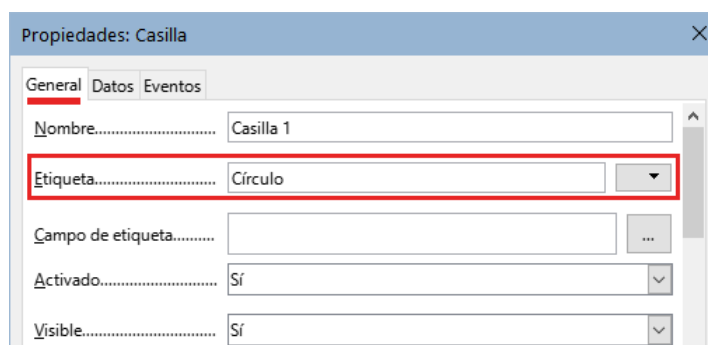 Propiedades: Casilla
General Datos Eventos
Nombre.............................. Casilla 1
Etiqueta.............................. Círculo
Campo de etiqueta.......... ...
Activado............................. Sí
Visible................................. Sí